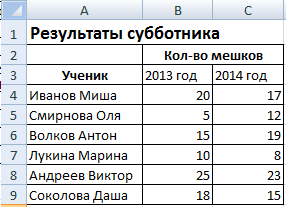 A B C
1 Результаты субботника
2 Кол-во мешков
3 Ученик 2013 год 2014 год
4 Иванов Миша 20 17
5 Смирнова Оля 5 12
6 Волков Антон 15 19
7 Лукина Марина 10 8
8 Андреев Виктор 25 23
9 Соколова Даша 18 15